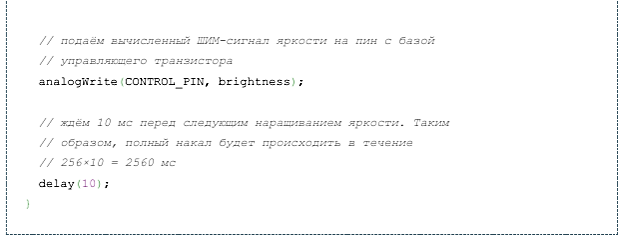 // подаём вычисленный ШИМ-сигнал яркости на пин с базой
// управляющего транзистора
analogWrite(CONTROL_PIN, brightness);
// ждём 10 мс перед следующим наращиванием яркости. Таким
// образом, полный накал будет происходить в течение
// 256×10 = 2560 мс
delay(10);
}